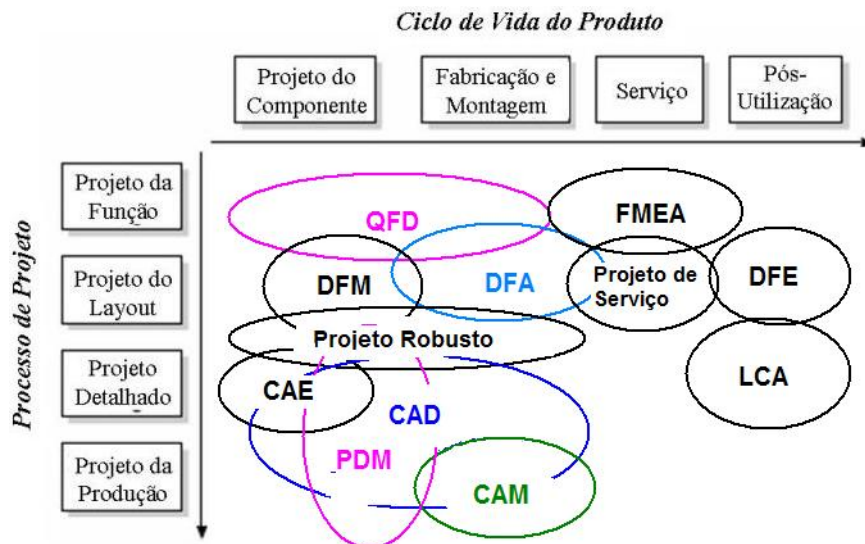 Ciclo de Vida do Produto
Projeto do
Componente
Fabricação e
Montagem
Serviço
Pós-
Utilização
Processo de Projeto
Projeto da
Função
Projeto do
Layout
Projeto
Detalhado
Projeto da
Produção
QFD
FMEA
DFM
DFA
Projeto de
Serviço
DFE
Projeto Robusto
CAE
CAD
LCA
PDM
CAM